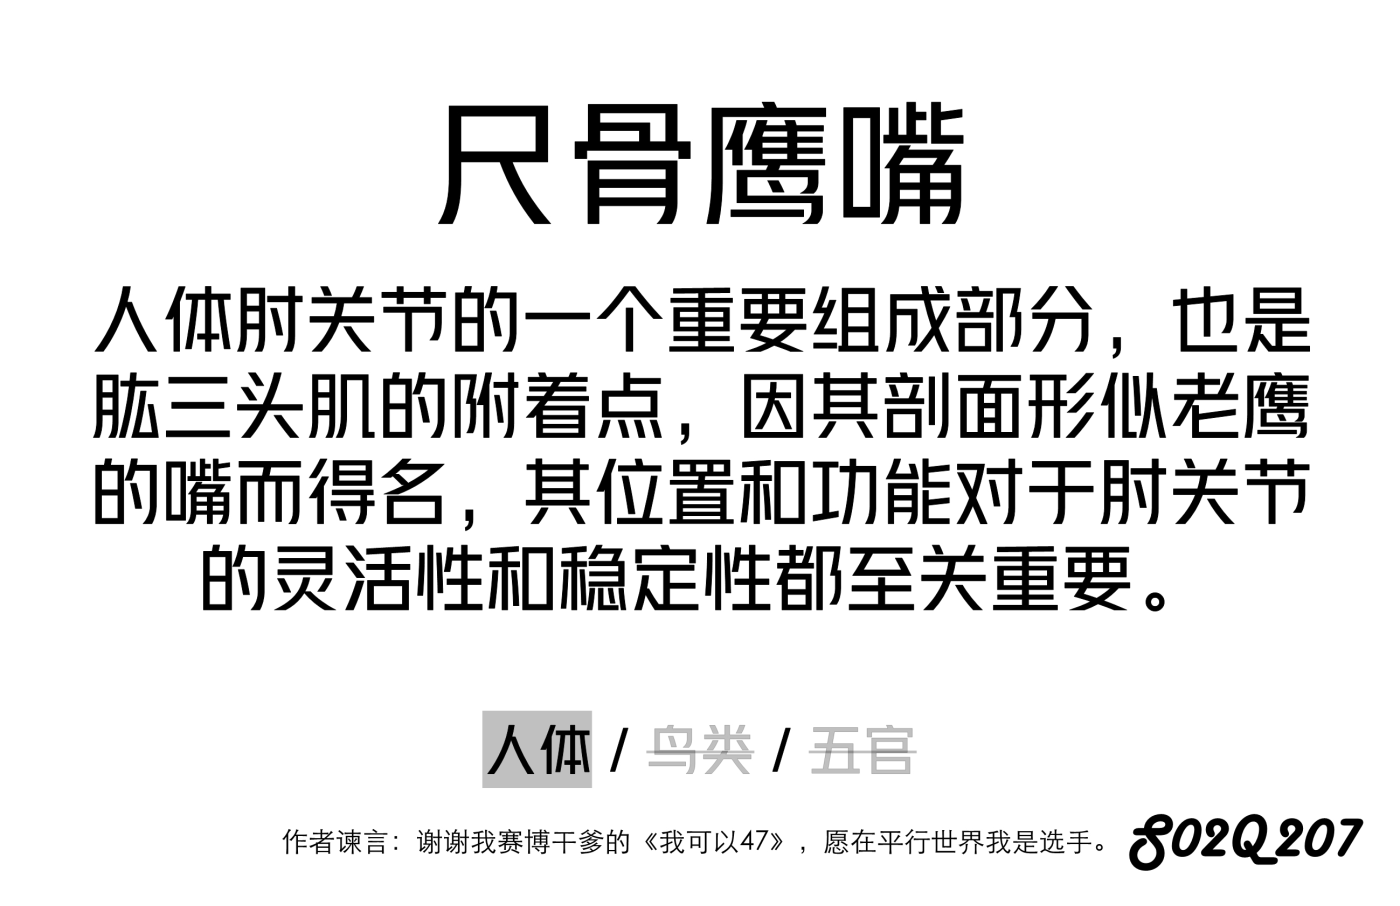 尺骨鹰嘴
人体肘关节的一个重要组成部分，也是
肱三头肌的附着点，因其剖面形似老鹰
的嘴而得名，其位置和功能对于肘关节
的灵活性和稳定性都至关重要。
人体 / 鸟类 / 五官
作者谏言：谢谢我赛博干爹的《我可以47》，愿在平行世界我是选手。
S02Q_207